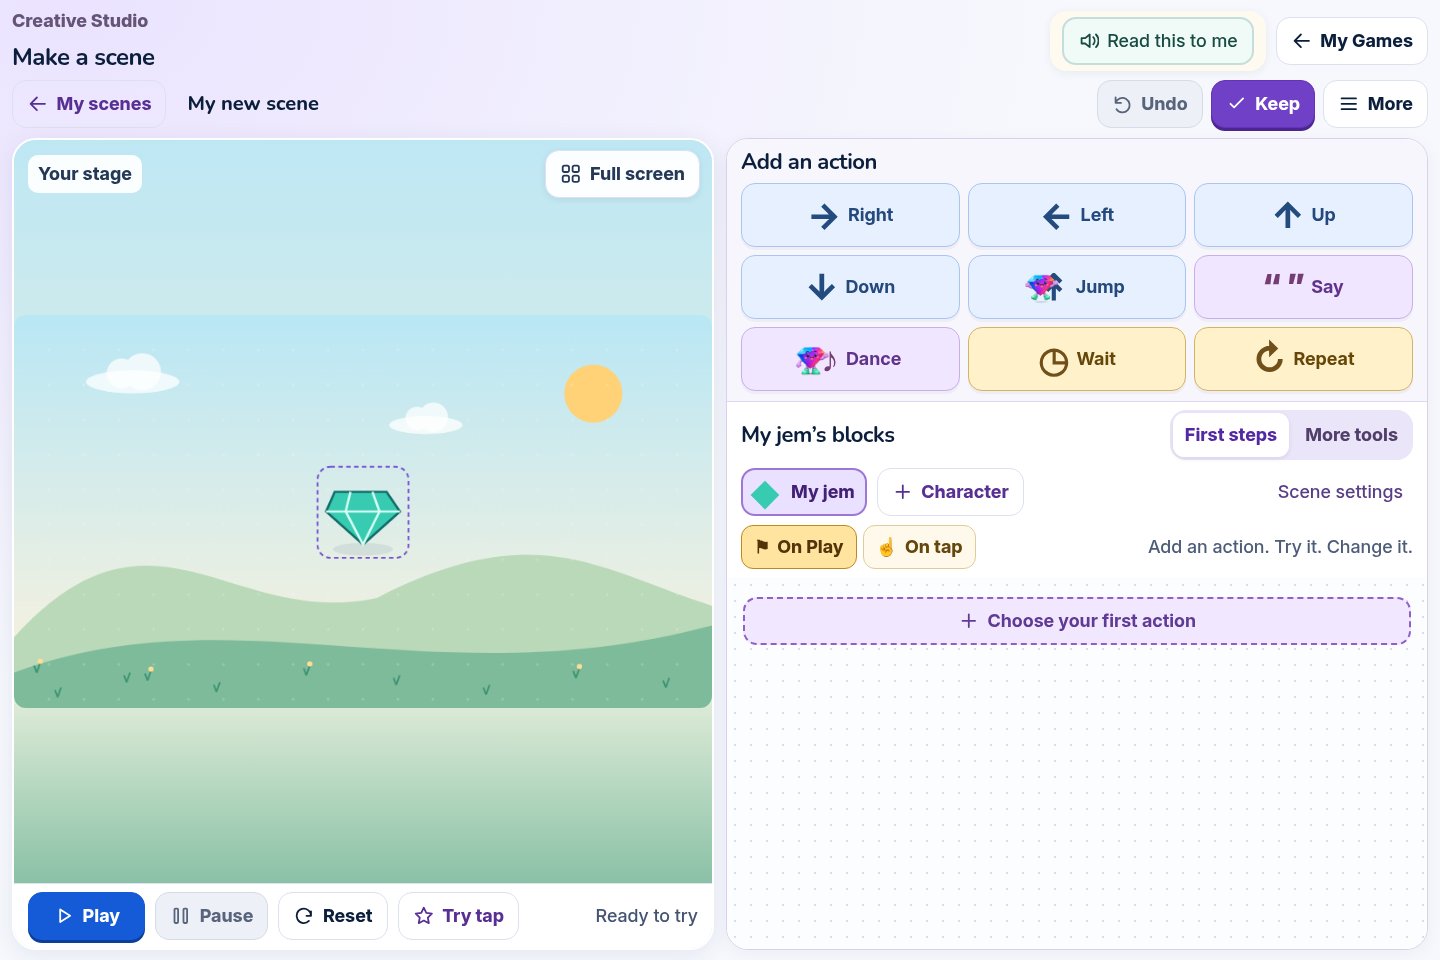 Creative Studio
Make a scene
Read this to me
My Games
My scenes
My new scene
Undo
Keep
More
Your stage
Full screen
Add an action
Right
Left
Up
Down
Jump
Say
Dance
Wait
Repeat
My jem’s blocks
First steps
More tools
My jem
Character
Scene settings
On Play
On tap
Add an action. Try it. Change it.
Choose your first action
Play
Pause
Reset
Try tap
Ready to try